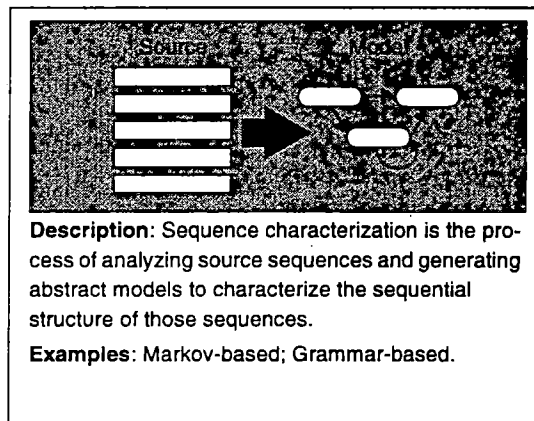 Source Model
Description: Sequence characterization is the pro-
cess of analyzing source sequences and generating
abstract models to characterize the sequential
structure of those sequences.
Examples: Markov-based; Grammar-based.